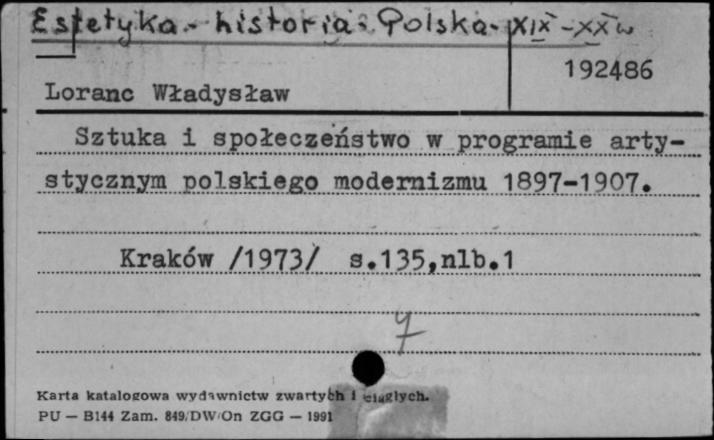 Estetyka - historia - Polska - XIX - XX w
192486
Loranc Władysław
Sztuka i społeczeństwo w programie arty-
stycznym polskiego modernizmu 1897-1907.
Kraków /1973/ s.135,nlb.1
Karta katalogowa wydawnictw zwartych i ciągłych.
PU — B144 Zam. 849/DW/On ZGG — 1991